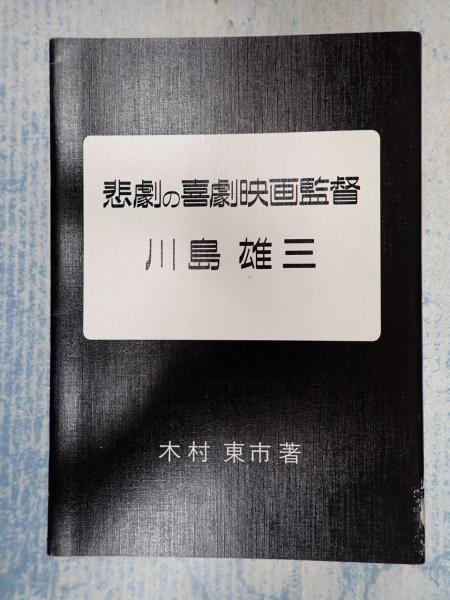 悲劇の喜劇映画監督
川島 雄三
木村 東市 著